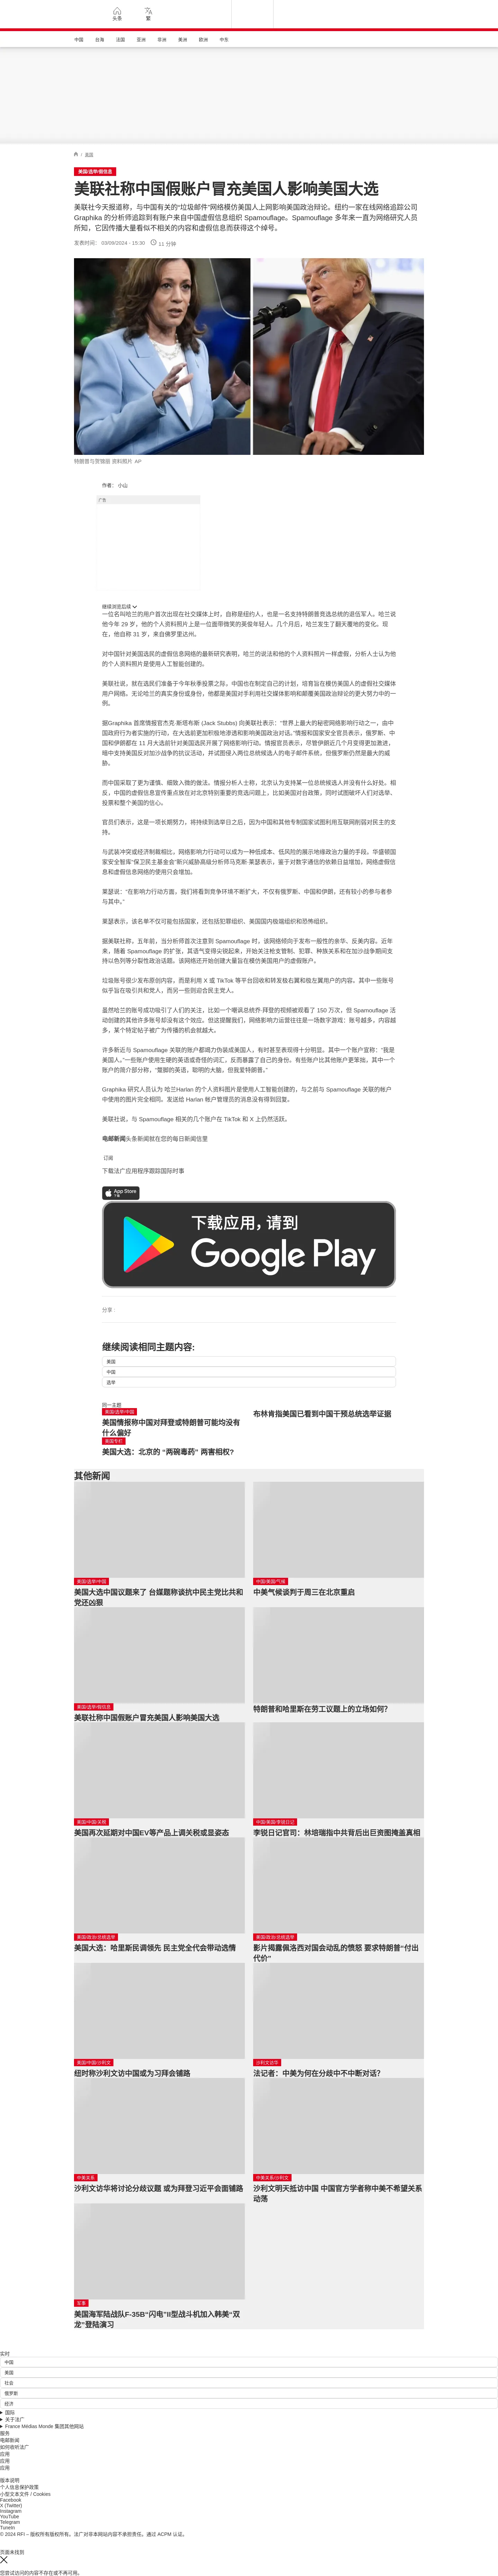 头条
繁
中国
台海
法国
亚洲
非洲
美洲
欧洲
中东
/ 美国
美国/选举/假信息
美联社称中国假账户冒充美国人影响美国大选
美联社今天报道称，与中国有关的“垃圾邮件”网络模仿美国人上网影响美国政治辩论。纽约一家在线网络追踪公司
Graphika 的分析师追踪到有账户来自中国虚假信息组织 Spamouflage。Spamouflage 多年来一直为网络研究人员
所知，它因传播大量看似不相关的内容和虚假信息而获得这个绰号。
发表时间： 03/09/2024 - 15:30 11 分钟
特朗普与贺锦丽 资料照片 AP
作者： 小山
广告
继续浏览后续
一位名叫哈兰的用户首次出现在社交媒体上时，自称是纽约人，也是一名支持特朗普竞选总统的退伍军人。哈兰说
他今年 29 岁，他的个人资料照片上是一位面带微笑的英俊年轻人。几个月后，哈兰发生了翻天覆地的变化。现
在，他自称 31 岁，来自佛罗里达州。
对中国针对美国选民的虚假信息网络的最新研究表明，哈兰的说法和他的个人资料照片一样虚假，分析人士认为他
的个人资料照片是使用人工智能创建的。
美联社说，就在选民们准备于今年秋季投票之际，中国也在制定自己的计划，培育旨在模仿美国人的虚假社交媒体
用户网络。无论哈兰的真实身份或身份，他都是美国对手利用社交媒体影响和颠覆美国政治辩论的更大努力中的一
例。
据Graphika 首席情报官杰克·斯塔布斯 (Jack Stubbs) 向美联社表示：“世界上最大的秘密网络影响行动之一，由中
国政府行为者实施的行动，在大选前更加积极地渗透和影响美国政治对话。”情报和国家安全官员表示，俄罗斯、中
国和伊朗都在 11 月大选前针对美国选民开展了网络影响行动。情报官员表示，尽管伊朗近几个月变得更加激进，
暗中支持美国反对加沙战争的抗议活动，并试图侵入两位总统候选人的电子邮件系统，但俄罗斯仍然是最大的威
胁。
而中国采取了更为谨慎、细致入微的做法。情报分析人士称，北京认为支持某一位总统候选人并没有什么好处。相
反，中国的虚假信息宣传重点放在对北京特别重要的竞选问题上，比如美国对台政策，同时试图破坏人们对选举、
投票和整个美国的信心。
官员们表示，这是一项长期努力，将持续到选举日之后，因为中国和其他专制国家试图利用互联网削弱对民主的支
持。
与武装冲突或经济制裁相比，网络影响力行动可以成为一种低成本、低风险的展示地缘政治力量的手段。华盛顿国
家安全智库“保卫民主基金会”新兴威胁高级分析师马克斯·莱瑟表示，鉴于对数字通信的依赖日益增加，网络虚假信
息和虚假信息网络的使用只会增加。
莱瑟说：“在影响力行动方面，我们将看到竞争环境不断扩大，不仅有俄罗斯、中国和伊朗，还有较小的参与者参
与其中。”
莱瑟表示，该名单不仅可能包括国家，还包括犯罪组织、美国国内极端组织和恐怖组织。
据美联社称，五年前，当分析师首次注意到 Spamouflage 时，该网络倾向于发布一般性的亲华、反美内容。近年
来，随着 Spamouflage 的扩张，其语气变得尖锐起来，开始关注枪支管制、犯罪、种族关系和在加沙战争期间支
持以色列等分裂性政治话题。该网络还开始创建大量旨在模仿美国用户的虚假账户。
垃圾账号很少发布原创内容，而是利用 X 或 TikTok 等平台回收和转发极右翼和极左翼用户的内容。其中一些账号
似乎旨在吸引共和党人，而另一些则迎合民主党人。
虽然哈兰的账号成功吸引了人们的关注，比如一个嘲讽总统乔·拜登的视频被观看了 150 万次，但 Spamouflage 活
动创建的其他许多账号却没有这个效应。但这提醒我们，网络影响力运营往往是一场数字游戏：账号越多，内容越
多，某个特定帖子被广为传播的机会就越大。
许多新近与 Spamouflage 关联的账户都竭力伪装成美国人，有时甚至表现得十分明显。其中一个账户宣称：“我是
美国人。”一些账户使用生硬的英语或奇怪的词汇，反而暴露了自己的身份。有些账户比其他账户更笨拙。其中一个
账户的简介部分称，“蹩脚的英语，聪明的大脑，但我爱特朗普。”
Graphika 研究人员认为 哈兰Harlan 的个人资料图片是使用人工智能创建的，与之前与 Spamouflage 关联的账户
中使用的图片完全相同。发送给 Harlan 帐户管理员的消息没有得到回复。
美联社说，与 Spamouflage 相关的几个账户在 TikTok 和 X 上仍然活跃。
电邮新闻头条新闻就在您的每日新闻信里
订阅
下载法广应用程序跟踪国际时事
App Store
下载
下载应用，请到
Google Play
分享 :
继续阅读相同主题内容:
美国
中国
选举
同一主题
美国/选举/中国
美国情报称中国对拜登或特朗普可能均没有什么偏好
布林肯指美国已看到中国干预总统选举证据
美国专栏
美国大选：北京的 “两碗毒药” 两害相权?
其他新闻
美国/选举/中国
美国大选中国议题来了 台媒题称谈抗中民主党比共和党还凶狠
中国/美国/气候
中美气候谈判于周三在北京重启
美国/选举/假信息
美联社称中国假账户冒充美国人影响美国大选
特朗普和哈里斯在劳工议题上的立场如何？
美国/中国/关税
美国再次延期对中国EV等产品上调关税或显姿态
中国/美国/李锐日记
李锐日记官司：林培瑞指中共背后出巨资图掩盖真相
美国/政治/总统选举
美国大选：哈里斯民调领先 民主党全代会带动选情
美国/政治/总统选举
影片揭露佩洛西对国会动乱的愤怒 要求特朗普“付出代价”
美国/中国/沙利文
纽时称沙利文访中国或为习拜会铺路
沙利文访华
法记者：中美为何在分歧中不中断对话？
中美关系
沙利文访华将讨论分歧议题 或为拜登习近平会面铺路
中美关系/沙利文
沙利文明天抵访中国 中国官方学者称中美不希望关系动荡
军事
美国海军陆战队F-35B“闪电”II型战斗机加入韩美“双龙”登陆演习
实时
中国
美国
社会
俄罗斯
经济
国际
关于法广
France Médias Monde 集团其他网站
服务
电邮新闻
如何收听法广
应用
应用
应用
版本说明
个人信息保护政策
小型文本文件 / Cookies
Facebook
X (Twitter)
Instagram
YouTube
Telegram
TuneIn
© 2024 RFI – 版权所有版权所有。法广对非本网站内容不承担责任。通过 ACPM 认证。
页面未找到
您尝试访问的内容不存在或不再可用。